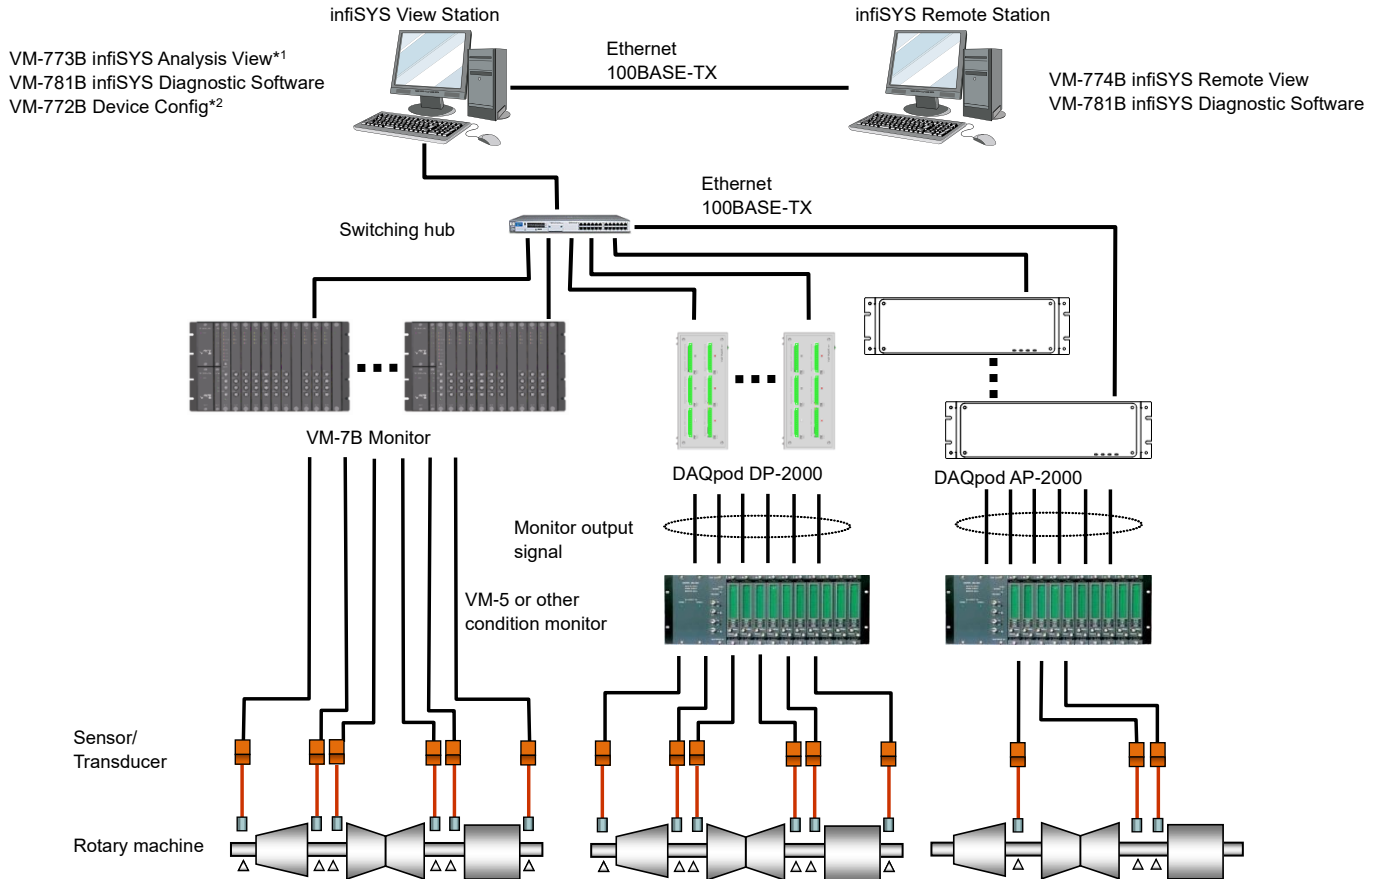 infiSYS View Station
infiSYS Remote Station
VM-773B infiSYS Analysis View*1
VM-781B infiSYS Diagnostic Software
VM-772B Device Config*2
Ethernet
100BASE-TX
VM-774B infiSYS Remote View
VM-781B infiSYS Diagnostic Software
Ethernet
100BASE-TX
Switching hub
VM-7B Monitor
DAQpod DP-2000
DAQpod AP-2000
Monitor output
signal
VM-5 or other
condition monitor
Sensor/
Transducer
Rotary machine